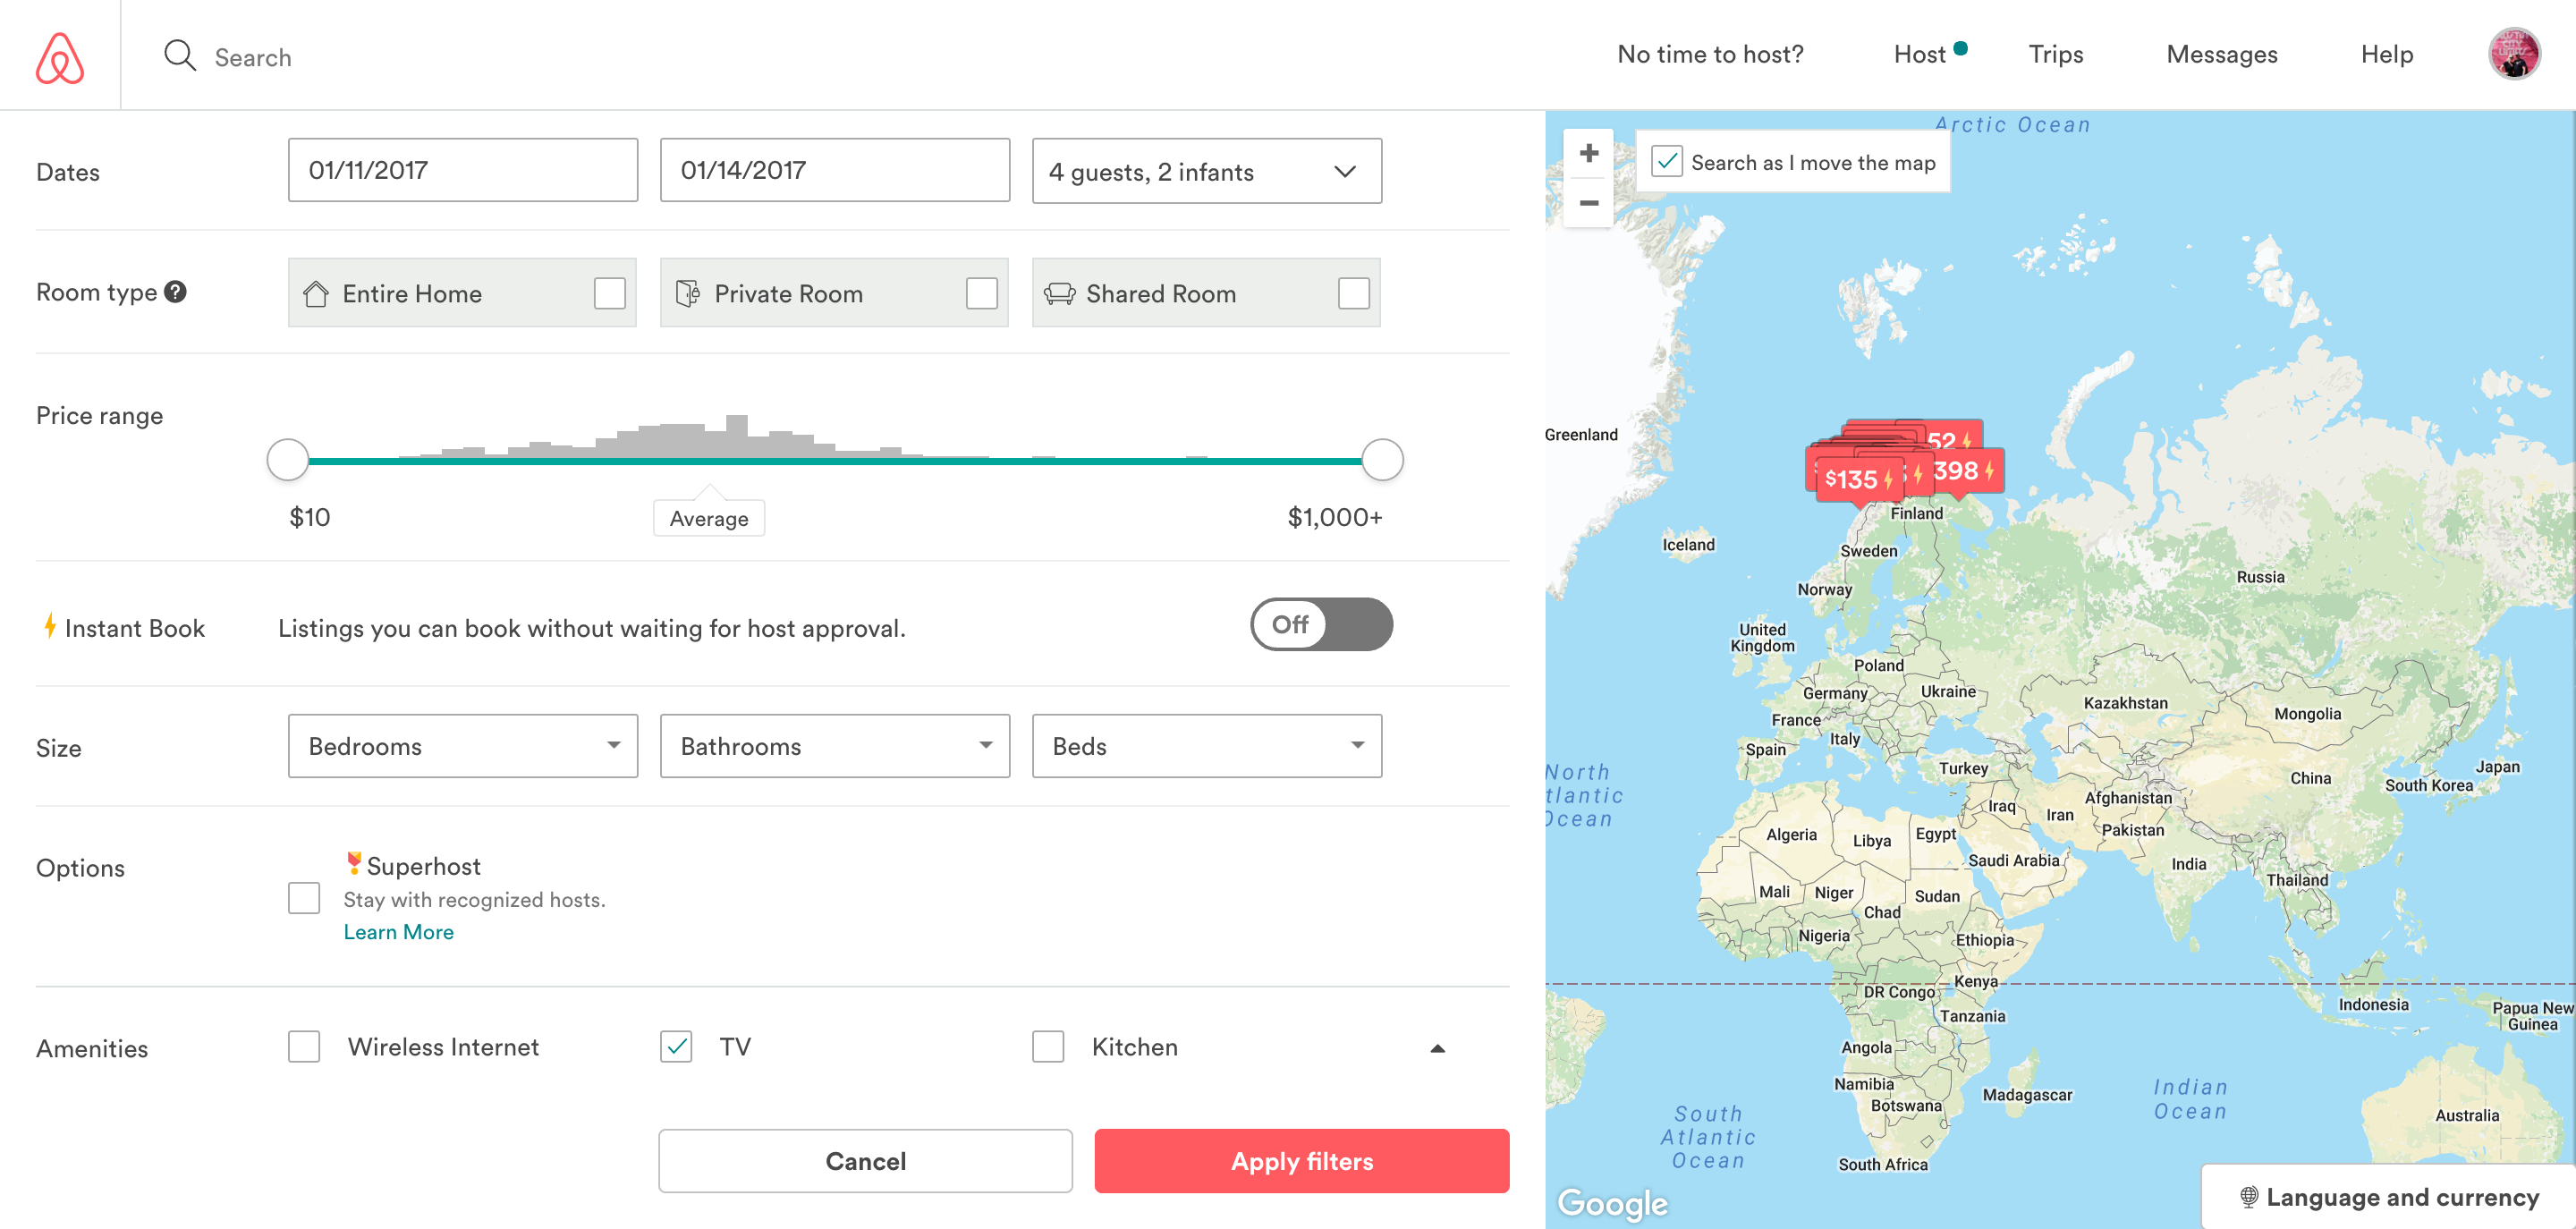 Search
No time to host?
Host
Trips
Messages
Help
Dates
01/11/2017
01/14/2017
4 guests, 2 infants
Room type
Entire Home
Private Room
Shared Room
Price range
$10
Average
$1,000+
Instant Book
Listings you can book without waiting for host approval.
Off
Size
Bedrooms
Bathrooms
Beds
Options
Superhost
Stay with recognized hosts.
Learn More
Amenities
Wireless Internet
TV
Kitchen
Cancel
Apply filters
Arctic Ocean
+
Search as I move the map
−
Greenland
52
398
$135
Finland
Iceland
Sweden
Norway
Russia
United
Kingdom
Poland
Germany
Ukraine
France
Kazakhstan
Mongolia
Italy
Spain
Turkey
Japan
China
South Korea
North
tlantic
Ocean
Afghanistan
Iraq
Iran
Pakistan
Algeria
Libya
Egypt
Saudi Arabia
India
Thailand
Mali
Niger
Sudan
Chad
Nigeria
Ethiopia
Kenya
DR Congo
Indonesia
Papua New
Guinea
Tanzania
Angola
Namibia
Madagascar
Botswana
Indian
Ocean
South
Atlantic
Ocean
Australia
South Africa
Google
Language and currency